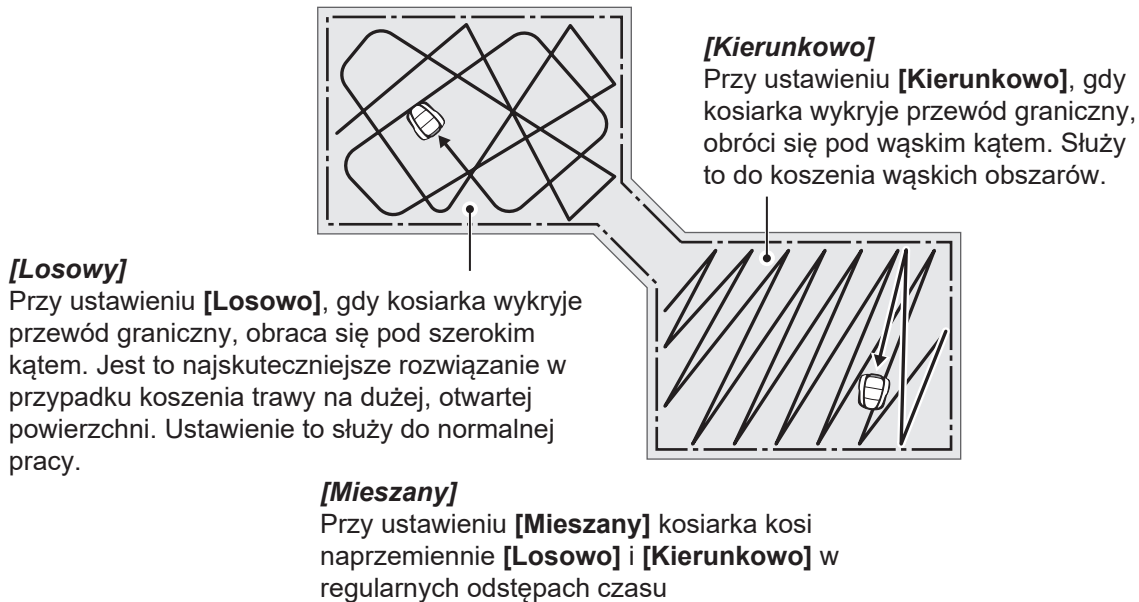 [Kierunkowo]
Przy ustawieniu [Kierunkowo], gdy
kosiarka wykryje przewód graniczny,
obróci się pod wąskim kątem. Służy
to do koszenia wąskich obszarów.
[Losowy]
Przy ustawieniu [Losowo], gdy kosiarka wykryje
przewód graniczny, obraca się pod szerokim
kątem. Jest to najskuteczniejsze rozwiązanie w
przypadku koszenia trawy na dużej, otwartej
powierzchni. Ustawienie to służy do normalnej
pracy.
[Mieszany]
Przy ustawieniu [Mieszany] kosiarka kosi
naprzemiennie [Losowo] i [Kierunkowo] w
regularnych odstępach czasu